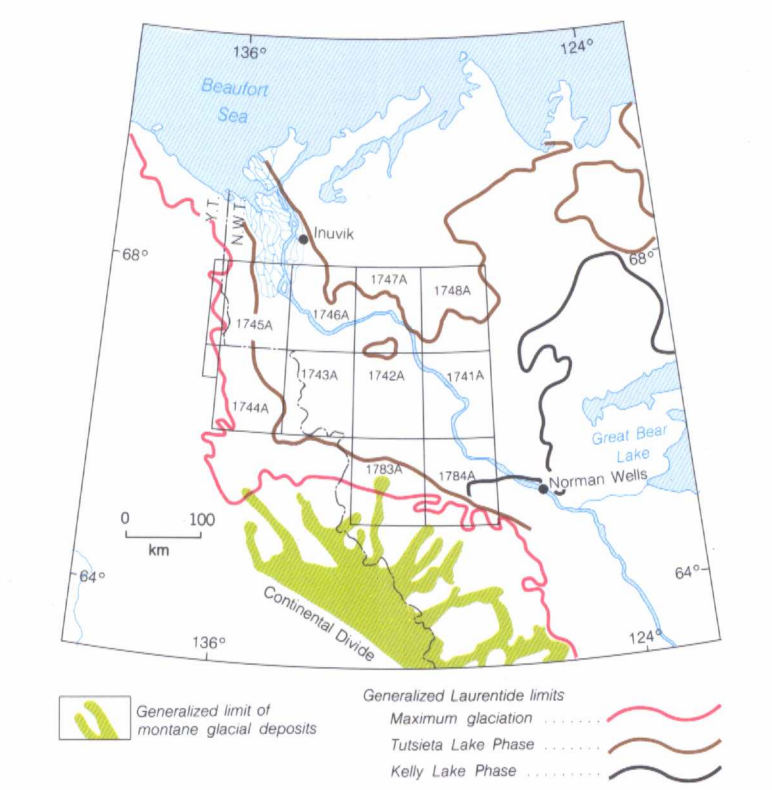 136°
124°
Beaufort
Sea
Y.T.
N.W.T.
Inuvik
68°
68°
1747A
1748A
1746A
1745A
1743A
1742A
1741A
1744A
Great Bear
Lake
1783A
1784A
Norman Wells
0 100
km
64°
64°
Continental Divide
136°
124°
Generalized limit of
montane glacial deposits
Generalized Laurentide limits
Maximum glaciation .......
Tutsieta Lake Phase ........
Kelly Lake Phase .........